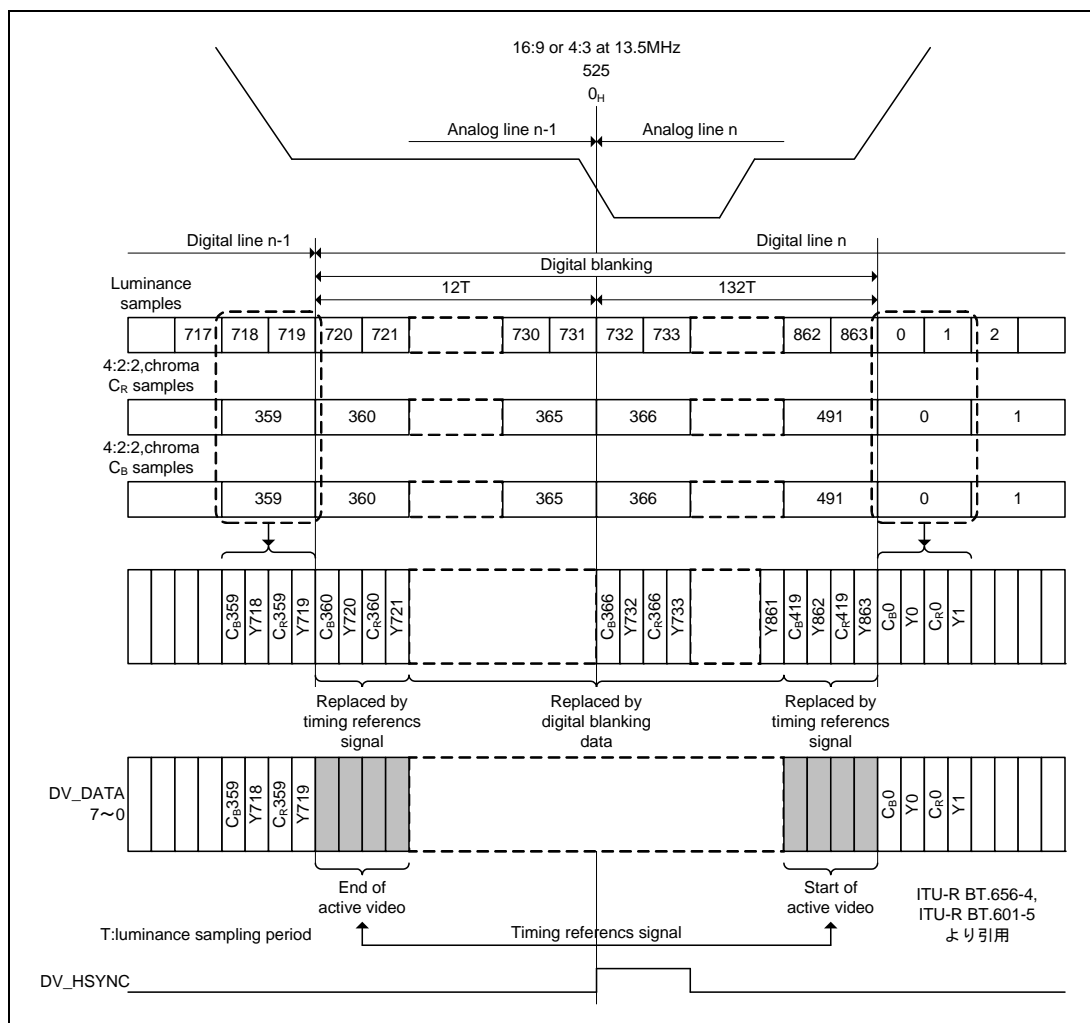 16:9 or 4:3 at 13.5MHz
525
0H
Analog line n-1
Analog line n
Digital line n-1
Digital line n
Digital blanking
Luminance
samples
12T
132T
717 718 719 720 721 730 731 732 733 862 863 0 1 2
4:2:2,chroma
CR samples
359 360 365 366 491 0 1
4:2:2,chroma
CB samples
359 360 365 366 491 0 1
CB359 Y718 CR359 Y719 CB360 Y720 CR360 Y721 CB366 Y732 CR366 Y733 Y861 CB419 Y862 CR419 Y863 CB0 Y0 CR0 Y1
Replaced by
timing referencs
signal
Replaced by
digital blanking
data
Replaced by
timing referencs
signal
DV_DATA
7～0
CB359 Y718 CR359 Y719 CB0 Y0 CR0 Y1
End of
active video
Start of
active video
ITU-R BT.656-4,
ITU-R BT.601-5
より引用
T:luminance sampling period
Timing referencs signal
DV_HSYNC